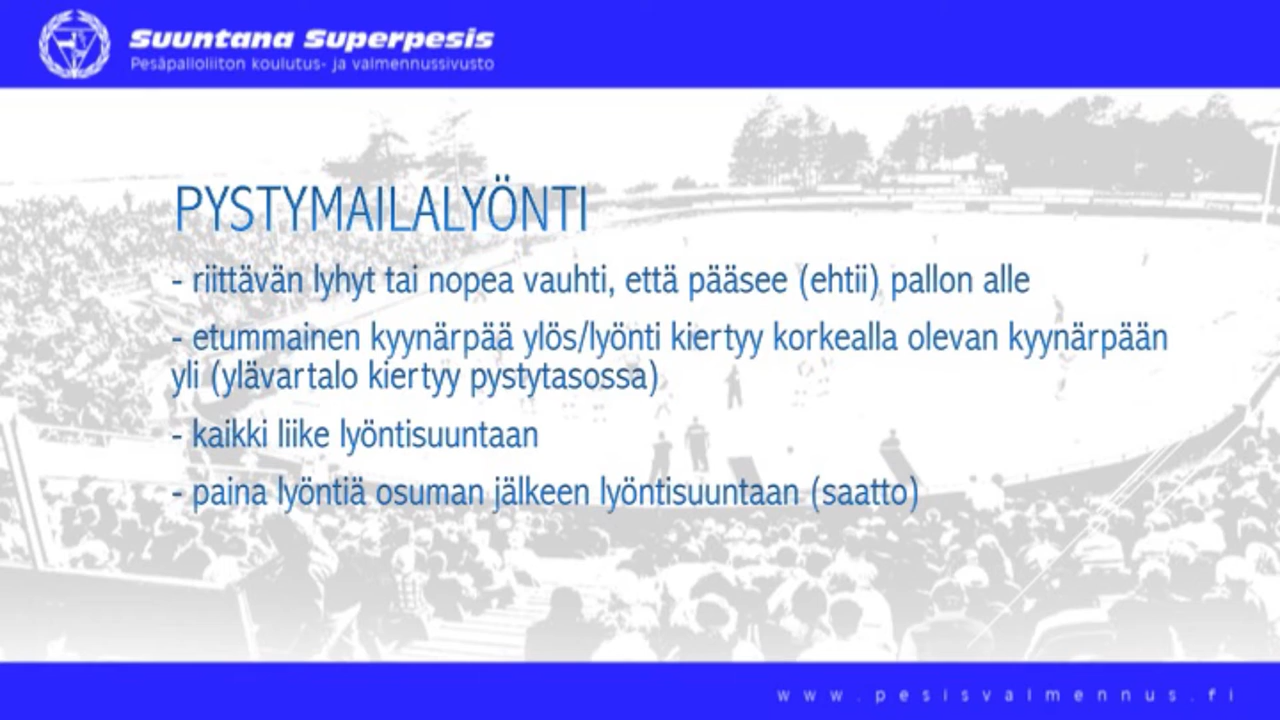 Suuntana Superpesis
Pesäpalloliiton koulutus- ja valmennussivusto
PYSTYMAILALYÖNTI
- riittävän lyhyt tai nopea vauhti, että pääsee (ehtii) pallon alle
- etummainen kyynärpää ylös/lyönti kiertyy korkealla olevan kyynärpään
yli (ylävartalo kiertyy pystytasossa)
- kaikki liike lyöntisuuntaan
- paina lyöntiä osuman jälkeen lyöntisuuntaan (saatto)
www.pesisvalmennus.fi